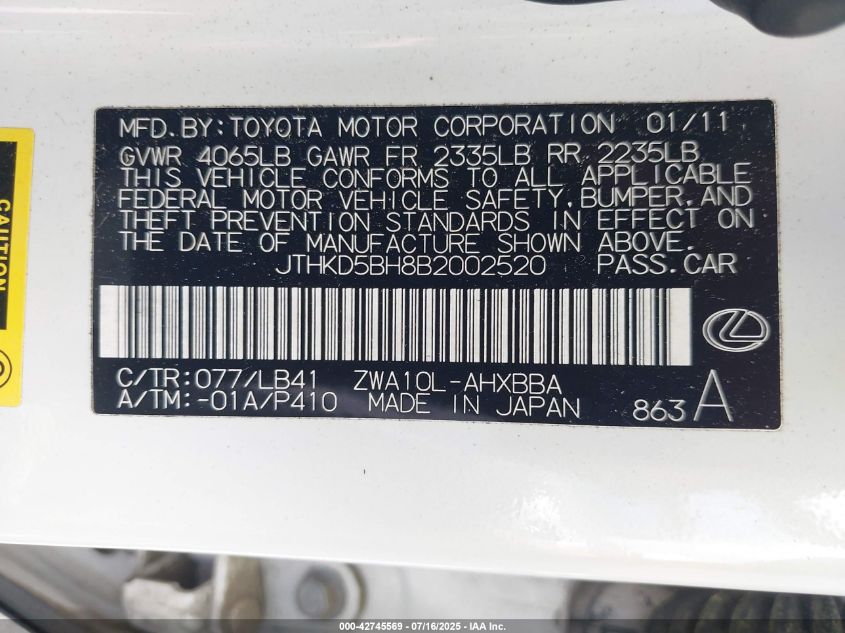 MFD.BY:TOYOTA MOTOR CORPORATION 01/11
GVWR 4065LB GAWR FR 2335LB RR 2235LB
THIS VEHICLE CONFORMS TO ALL APPLICABLE
FEDERAL MOTOR VEHICLE SAFETY, BUMPER, AND
THEFT PREVENTION STANDARDS IN EFFECT ON
THE DATE OF MANUFACTURE SHOWN ABOVE.
JTHKD5BH8B2002520 PASS.CAR
C/TR:077/LB41 ZWA10L-AHXBBA
A/TM:-01A/P410 MADE IN JAPAN 863 A
CAUTION
000-42745569 - 07/16/2025 - IAA Inc.